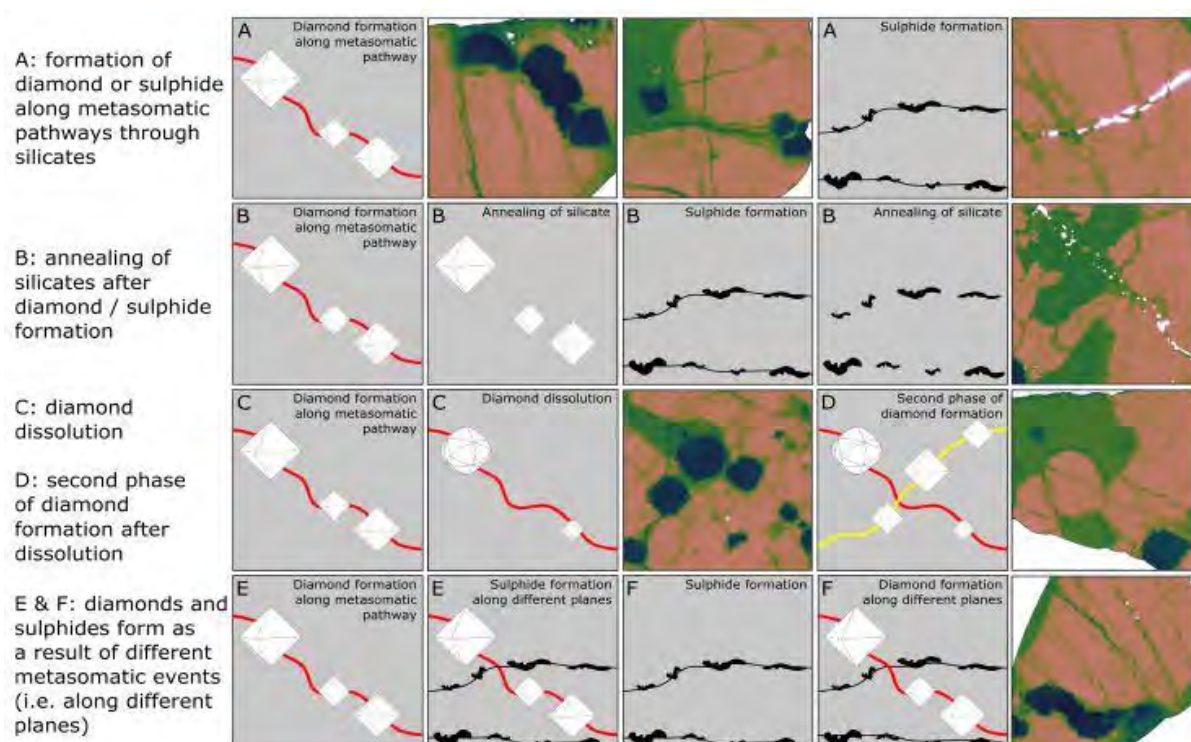 A: formation of
diamond or sulphide
along metasomatic
pathways through
silicates
A
Diamond formation
along metasomatic
pathway
A
Sulphide formation
B: annealing of
silicates after
diamond / sulphide
formation
B
Diamond formation
along metasomatic
pathway
B
Annealing of silicate
B
Sulphide formation
B
Annealing of silicate
C: diamond
dissolution
D: second phase
of diamond
formation after
dissolution
C
Diamond formation
along metasomatic
pathway
C
Diamond dissolution
D
Second phase of
diamond formation
E & F: diamonds and
sulphides form as
a result of different
metasomatic events
(i.e. along different
planes)
E
Diamond formation
along metasomatic
pathway
E
Sulphide formation
along different planes
F
Sulphide formation
F
Diamond formation
along different planes